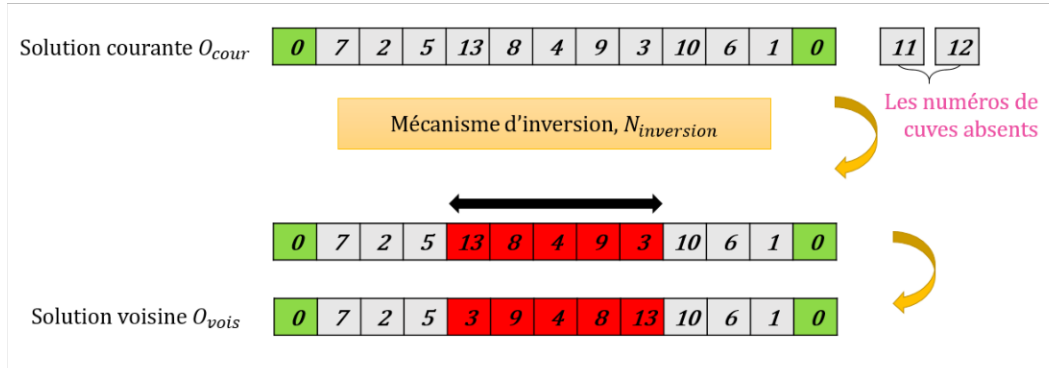 Solution courante O_cour 0 7 2 5 13 8 4 9 3 10 6 1 0 11 12
Les numéros de
cuves absents
Mécanisme d'inversion, N_inversion
0 7 2 5 13 8 4 9 3 10 6 1 0
Solution voisine O_vois 0 7 2 5 3 9 4 8 13 10 6 1 0